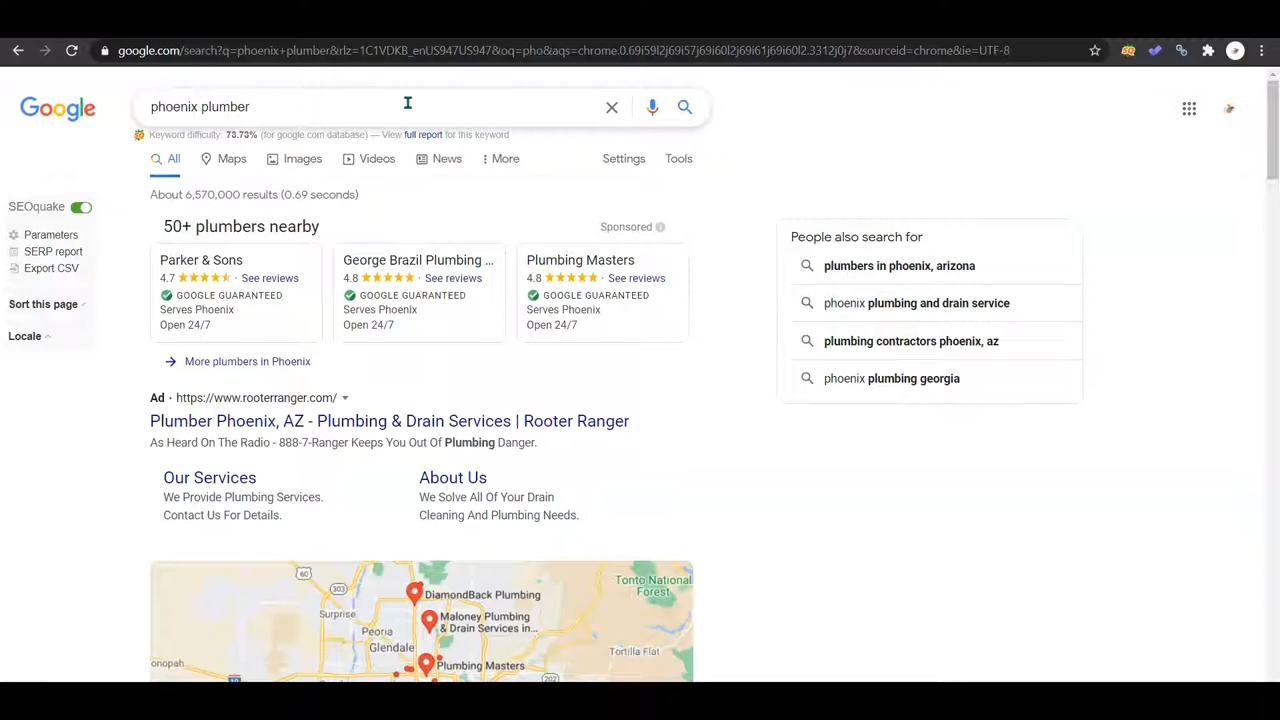 google.com/search?q=phoenix+plumber&rlz=1C1VDKB_enUS947US947&oq=pho&aqs=chrome.0.69i59l2j69i57j69i60l2j69i61j69i60l2.3312j0j7&sourceid=chrome&ie=UTF-8
Google
phoenix plumber
Keyword difficulty: 73.73% (for google.com database) — View full report for this keyword
All Maps Images Videos News More Settings Tools
About 6,570,000 results (0.69 seconds)
SEOquake
Parameters
SERP report
Export CSV
Sort this page
Locale
50+ plumbers nearby Sponsored
Parker & Sons
4.7 See reviews
GOOGLE GUARANTEED
Serves Phoenix
Open 24/7
George Brazil Plumbing ...
4.8 See reviews
GOOGLE GUARANTEED
Serves Phoenix
Open 24/7
Plumbing Masters
4.8 See reviews
GOOGLE GUARANTEED
Serves Phoenix
Open 24/7
More plumbers in Phoenix
People also search for
plumbers in phoenix, arizona
phoenix plumbing and drain service
plumbing contractors phoenix, az
phoenix plumbing georgia
Ad · https://www.rooterranger.com/
Plumber Phoenix, AZ - Plumbing & Drain Services | Rooter Ranger
As Heard On The Radio - 888-7-Ranger Keeps You Out Of Plumbing Danger.
Our Services
We Provide Plumbing Services.
Contact Us For Details.
About Us
We Solve All Of Your Drain
Cleaning And Plumbing Needs.
60
303
Surprise
Peoria
Glendale
onopah
10
DiamondBack Plumbing
Maloney Plumbing
& Drain Services in...
Plumbing Masters
Tonto National
Forest
Tortilla Flat